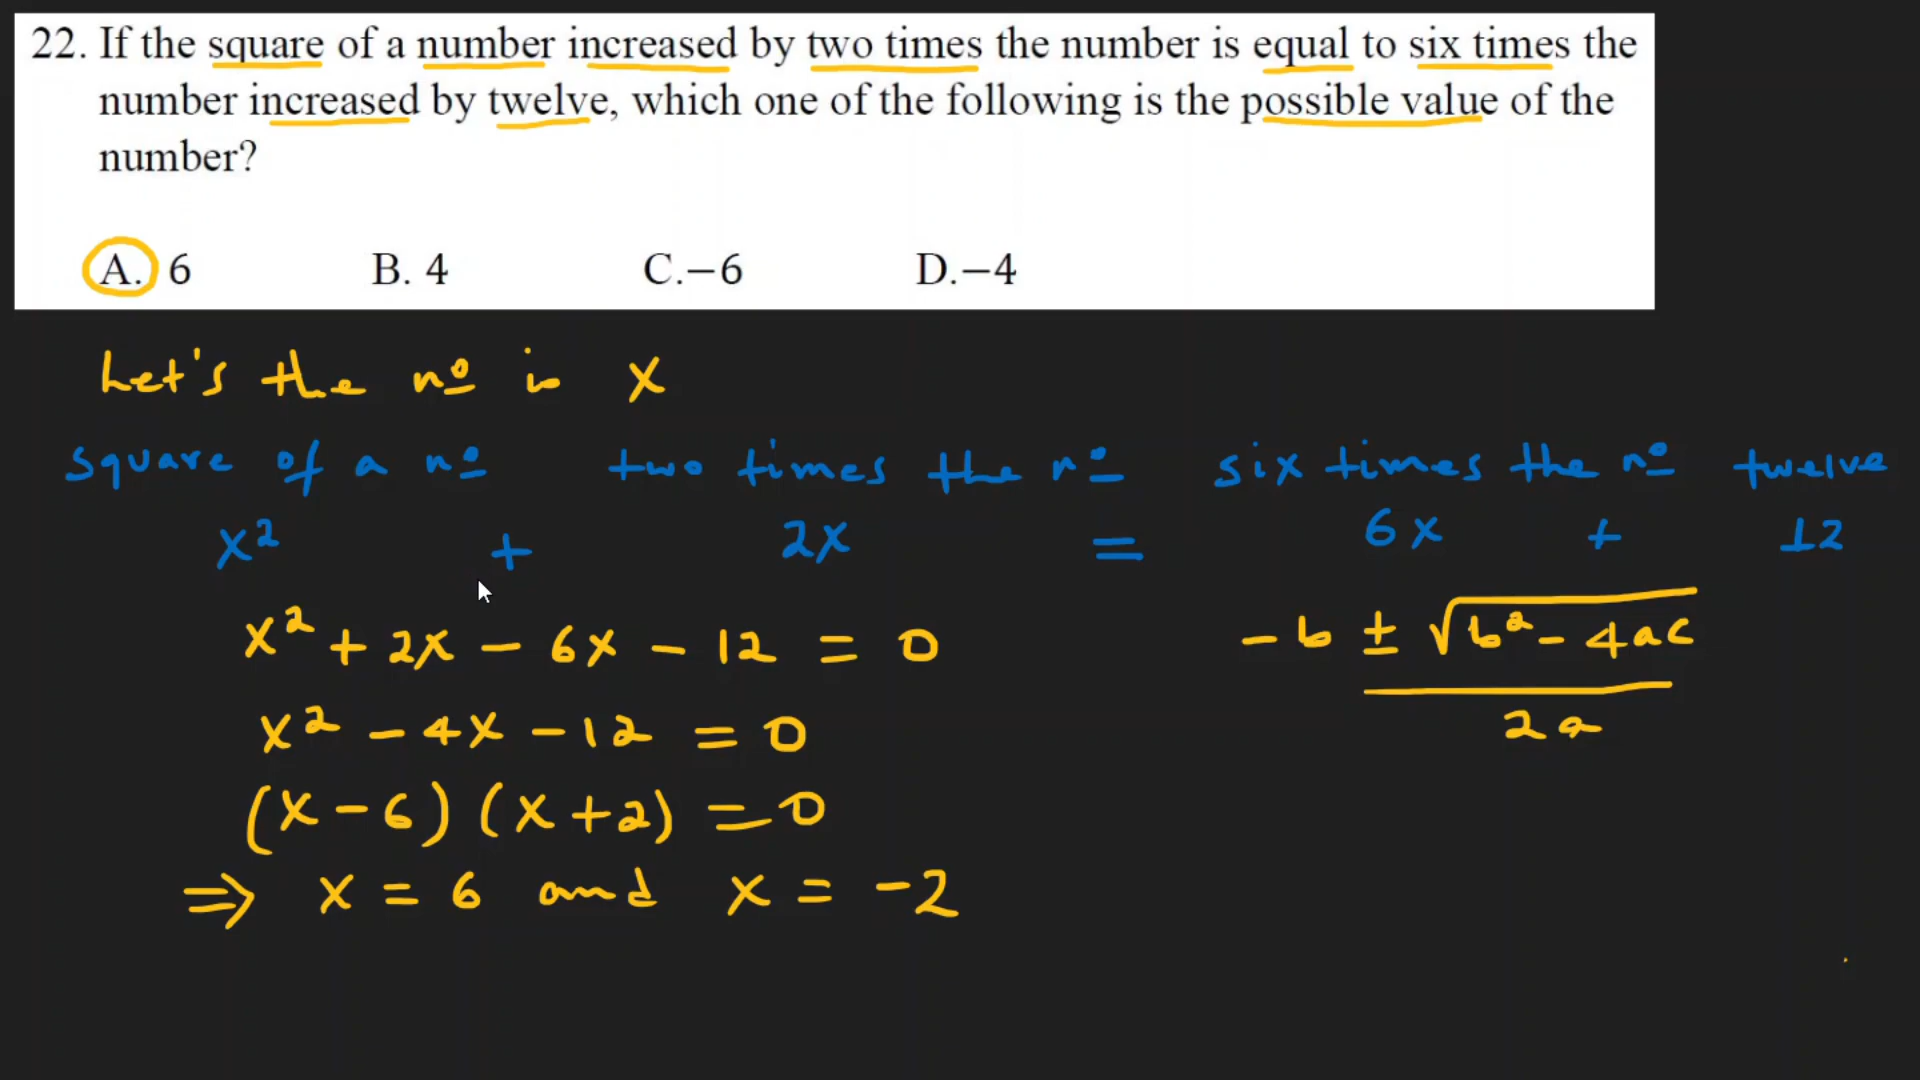 22. If the square of a number increased by two times the number is equal to six times the
number increased by twelve, which one of the following is the possible value of the
number?
A. 6 B. 4 C.−6 D.−4
Let's the nº is x
square of a nº two times the nº six times the nº twelve
x² + 2x = 6x + 12
x² + 2x − 6x − 12 = 0
−b ± √b² − 4ac
2a
x² − 4x − 12 = 0
(x − 6) (x + 2) = 0
⇒ x = 6 and x = −2